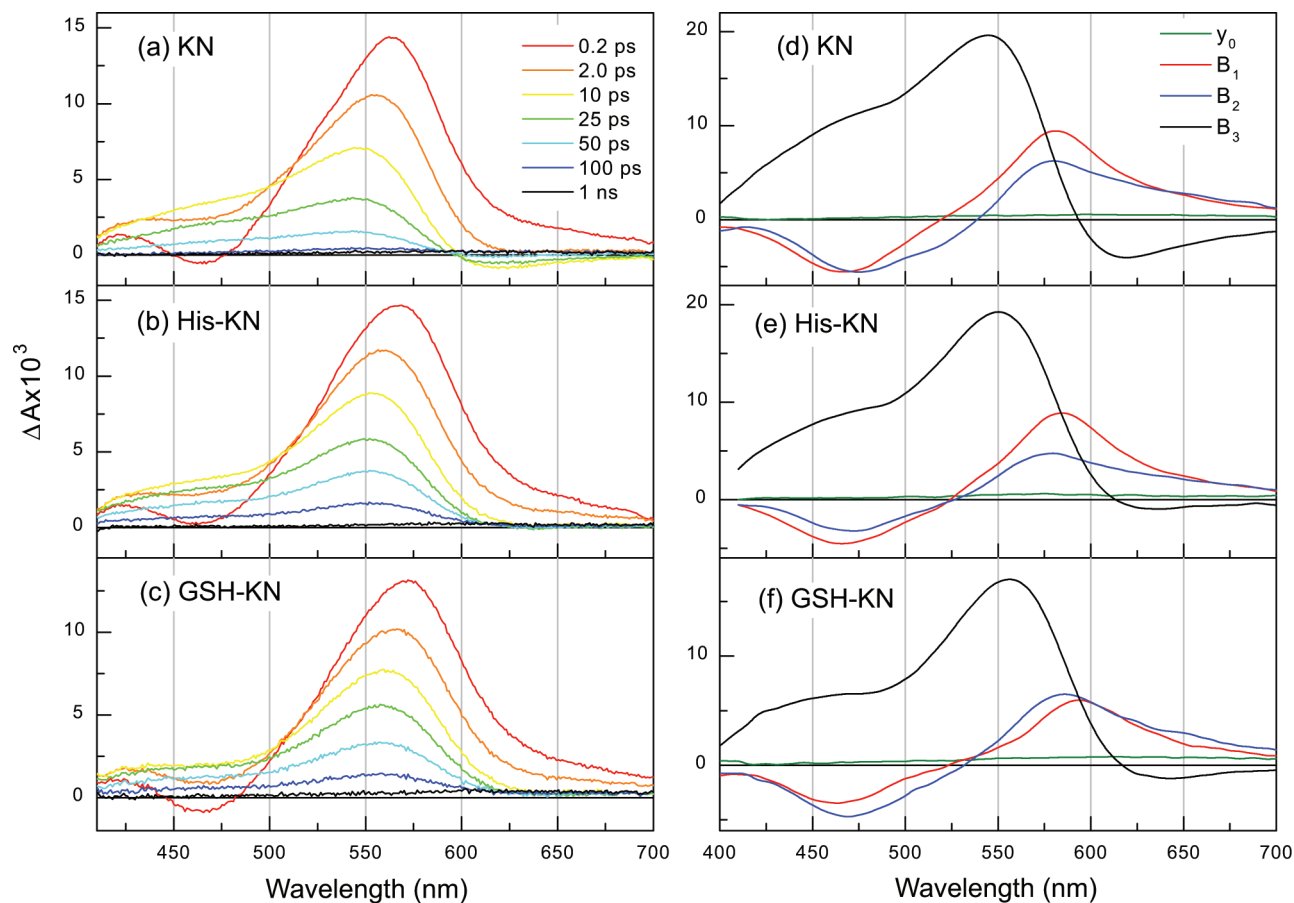 (a) KN
0.2 ps
2.0 ps
10 ps
25 ps
50 ps
100 ps
1 ns
15
10
5
0
(b) His-KN
15
10
5
0
(c) GSH-KN
10
5
0
ΔAx10³
450 500 550 600 650 700
Wavelength (nm)
(d) KN
y₀
B₁
B₂
B₃
20
10
0
(e) His-KN
20
10
0
(f) GSH-KN
10
0
400 450 500 550 600 650 700
Wavelength (nm)